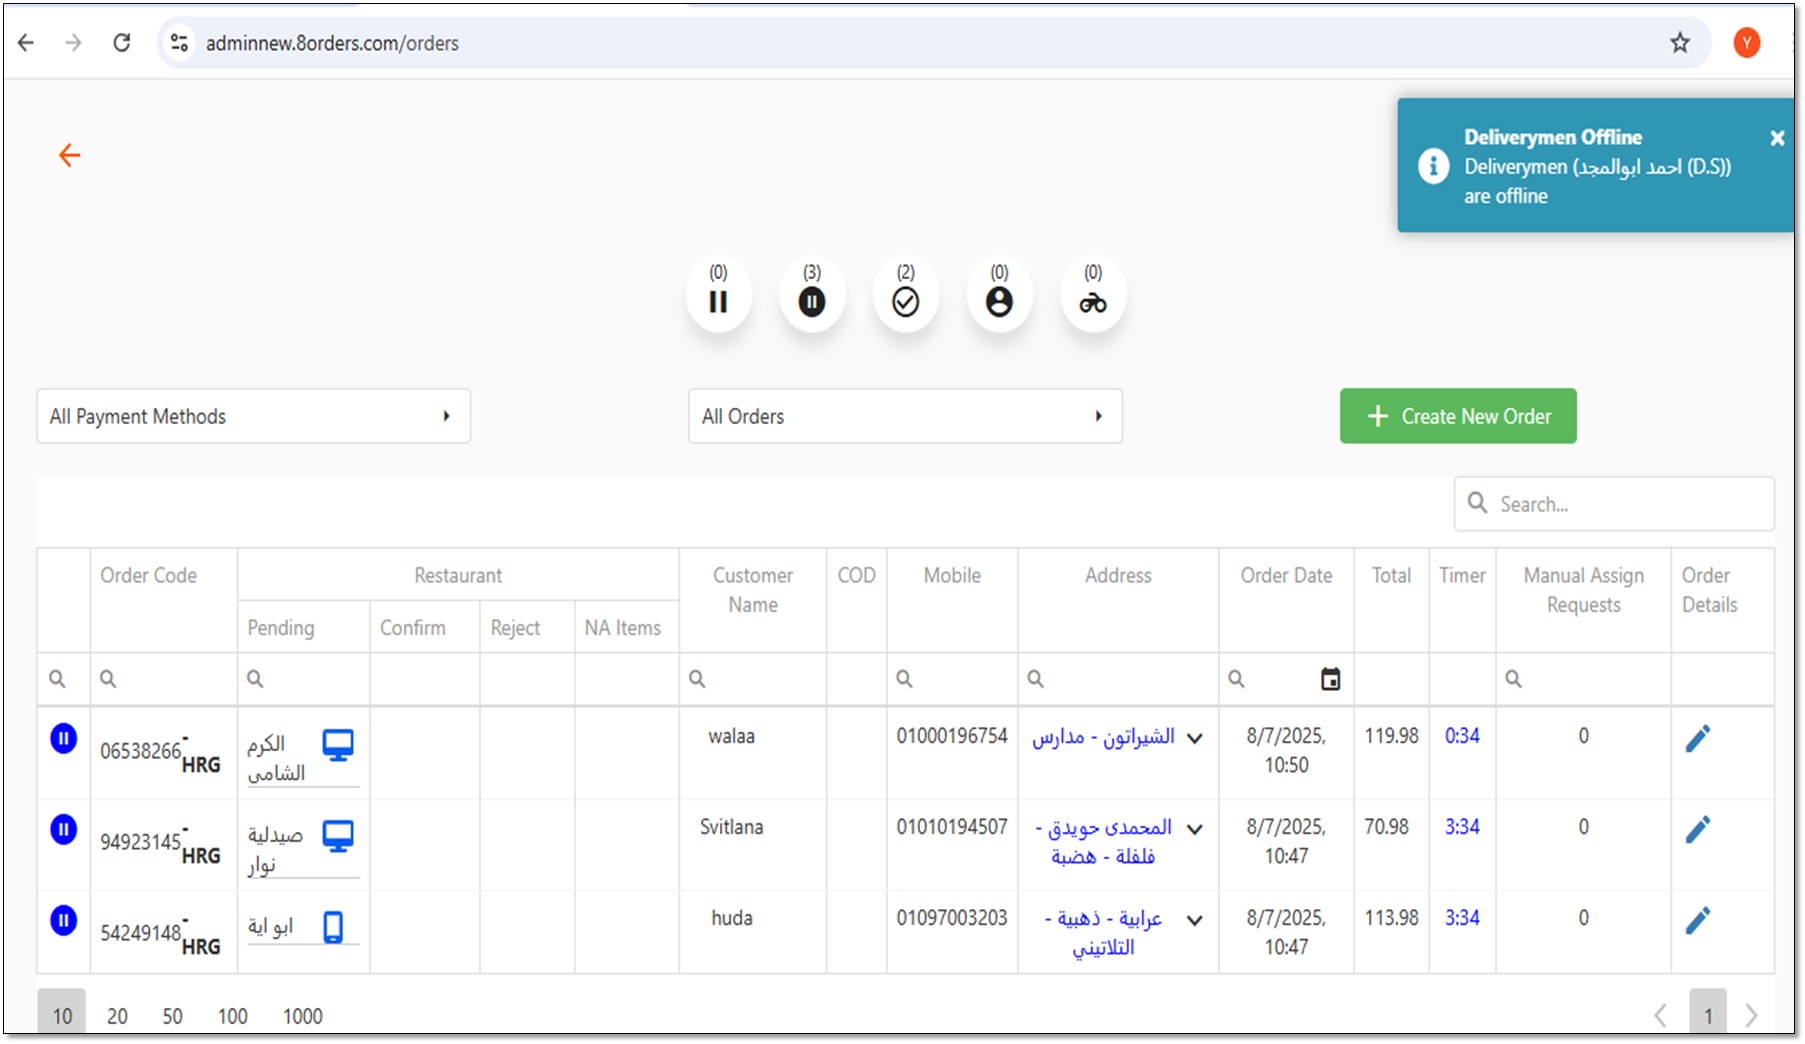 adminnew.8orders.com/orders
Y
Deliverymen Offline
Deliverymen (احمد ابوالمجد (D.S))
are offline
(0) (3) (2) (0) (0)
All Payment Methods
All Orders
+ Create New Order
Search...
Order Code
Restaurant
Pending
Confirm
Reject
NA Items
Customer
Name
COD
Mobile
Address
Order Date
Total
Timer
Manual Assign
Requests
Order
Details
06538266-
HRG
الكرم
الشامى
walaa
01000196754
الشيراتون - مدارس
8/7/2025,
10:50
119.98
0:34
0
94923145-
HRG
صيدلية
نوار
Svitlana
01010194507
المحمدى حويدق -
فلفلة - هضبة
8/7/2025,
10:47
70.98
3:34
0
54249148-
HRG
ابو اية
huda
01097003203
عرابية - ذهبية -
التلاتيني
8/7/2025,
10:47
113.98
3:34
0
10 20 50 100 1000
1